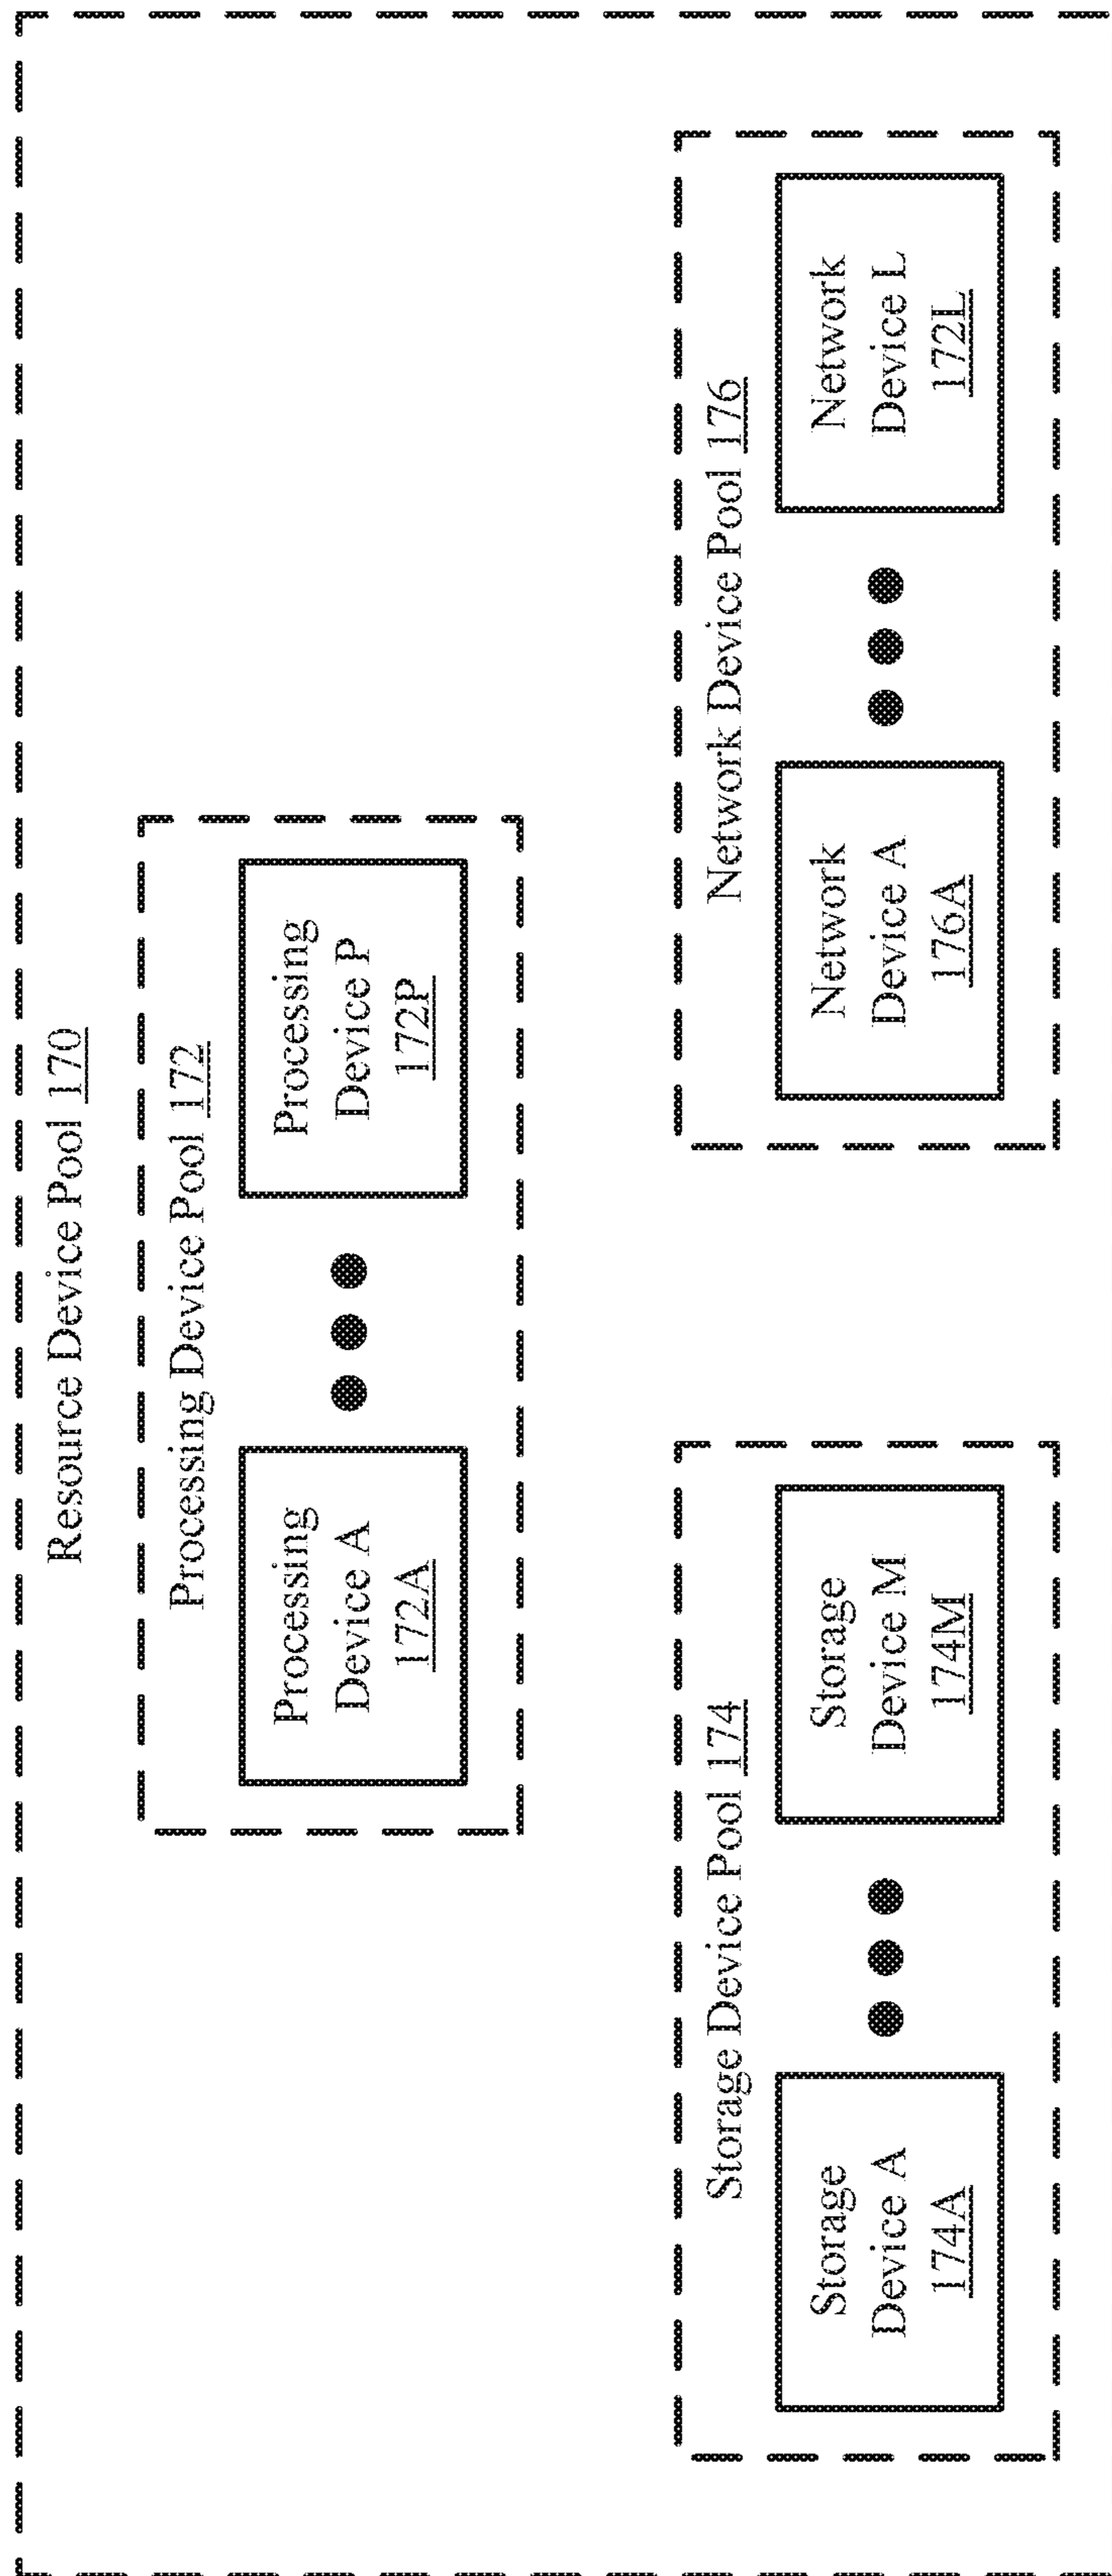 Resource Device Pool 170
Processing Device Pool 172
Processing
Device A
172A
Processing
Device P
172P
Storage Device Pool 174
Storage
Device A
174A
Storage
Device M
174M
Network Device Pool 176
Network
Device A
176A
Network
Device L
172L